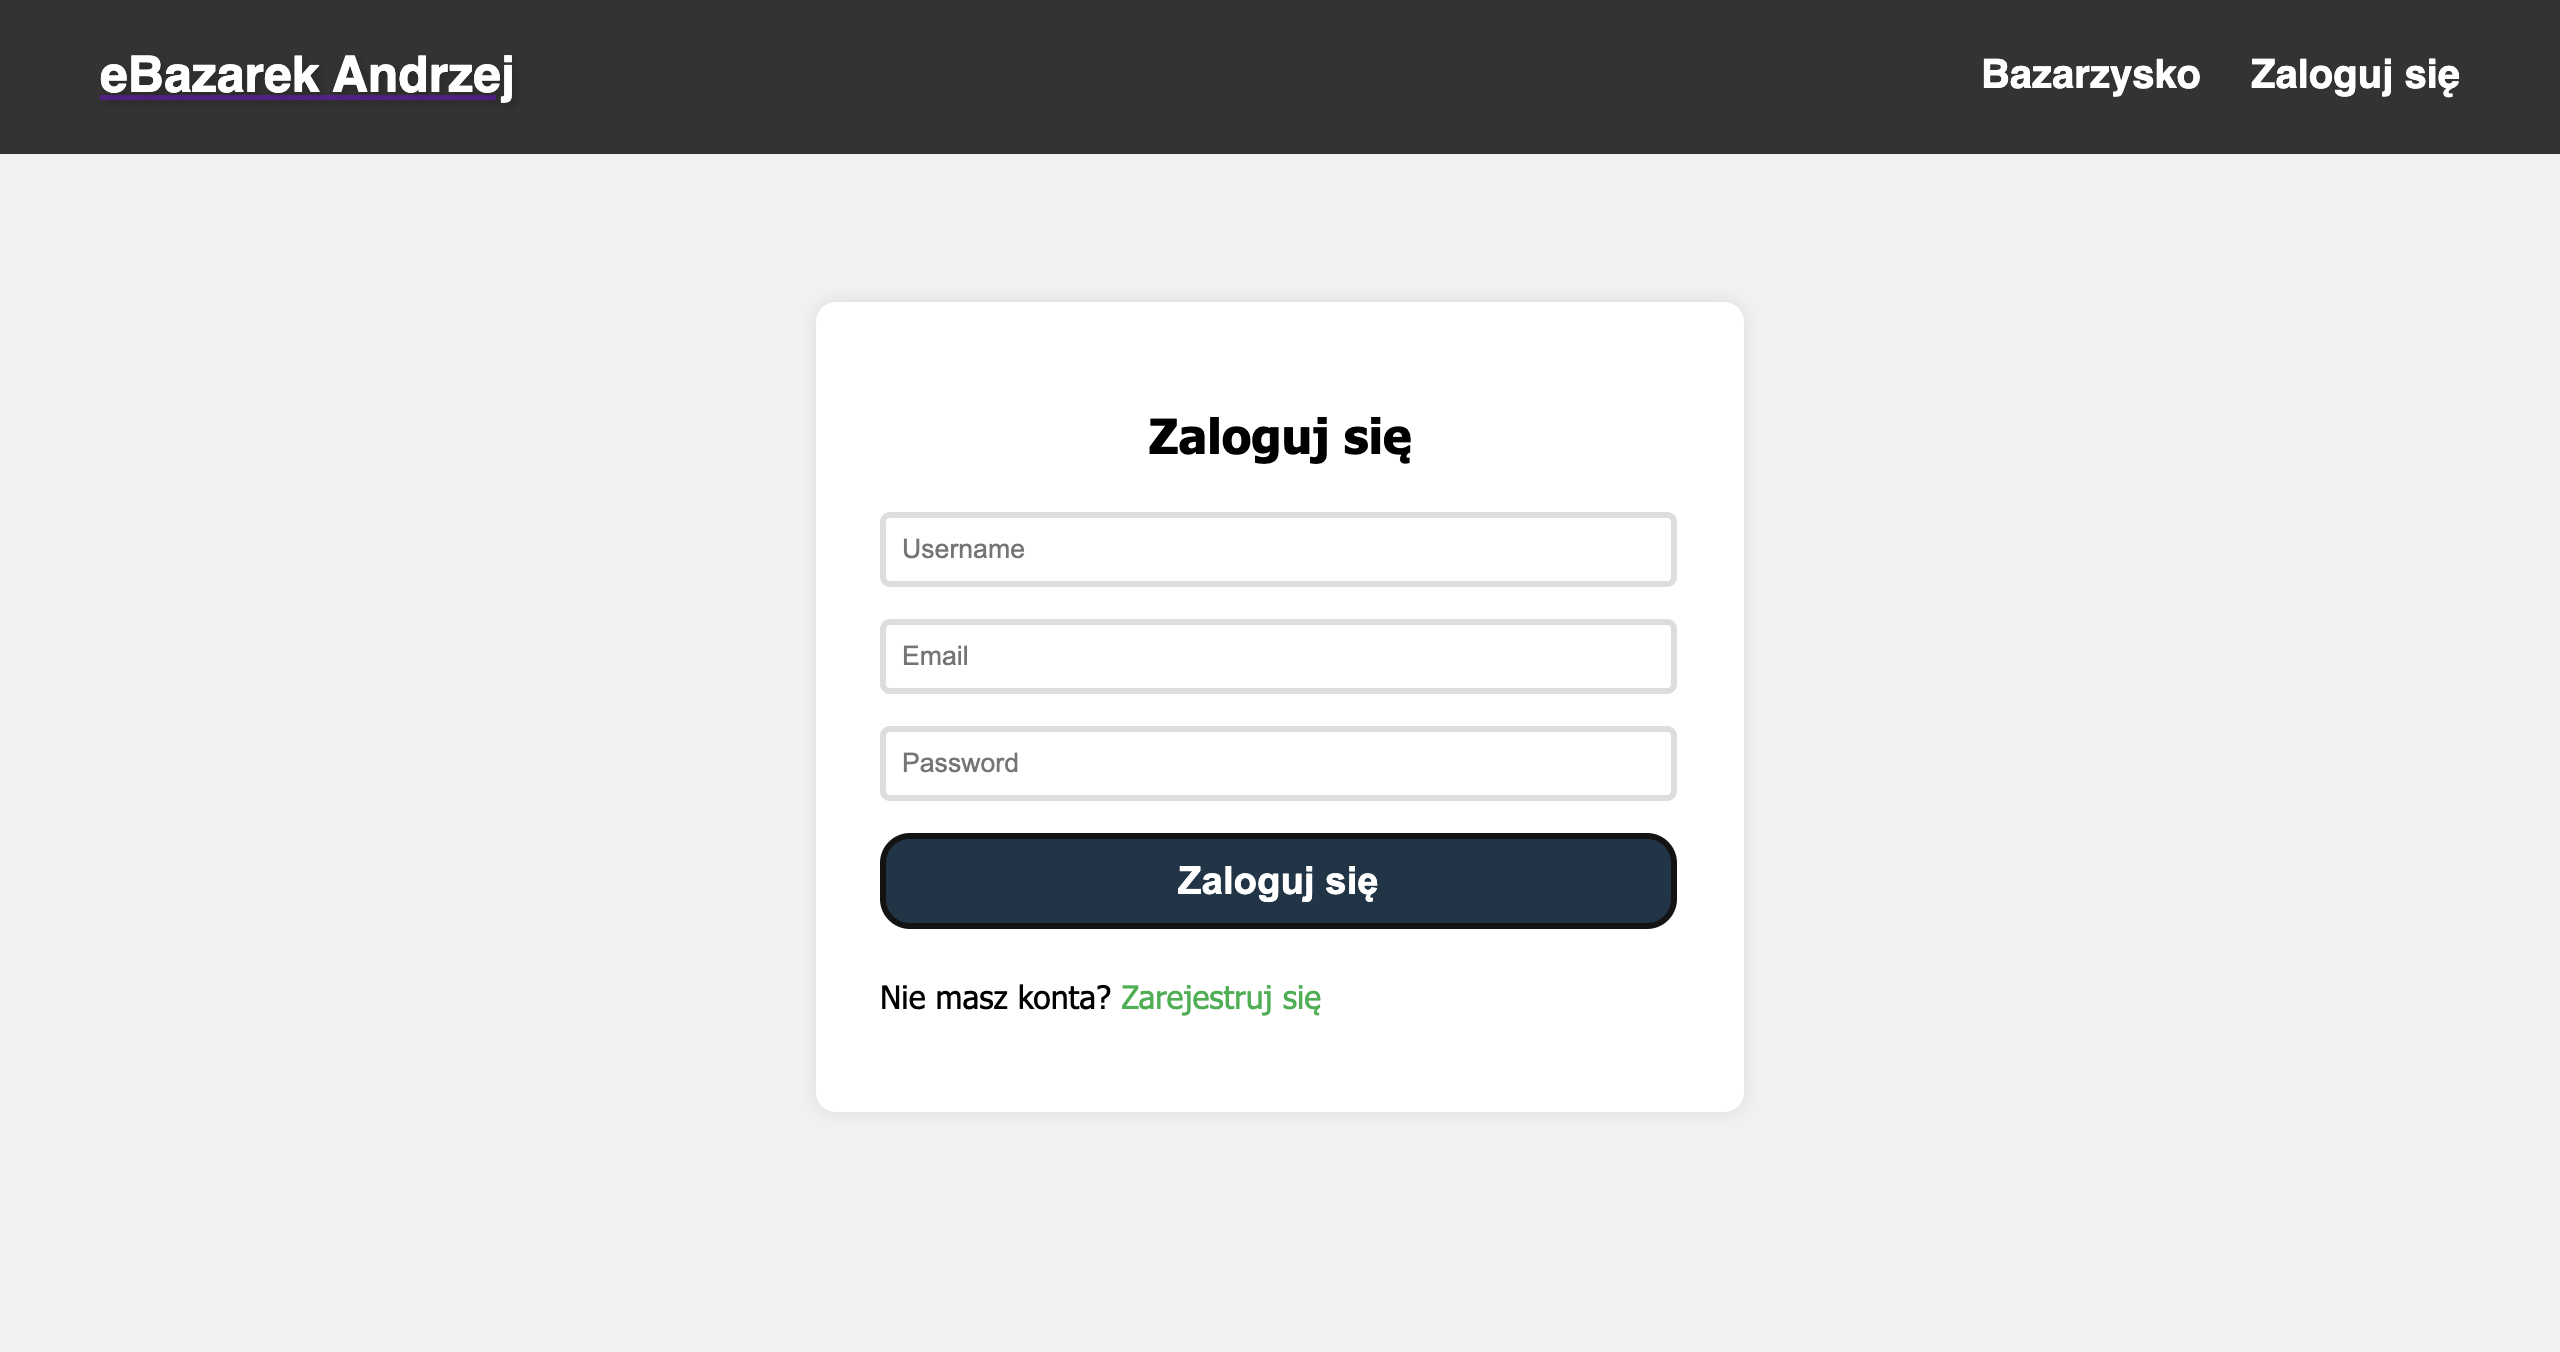 eBazarek Andrzej
Bazarzysko
Zaloguj się
Zaloguj się
Username
Email
Password
Zaloguj się
Nie masz konta? Zarejestruj się